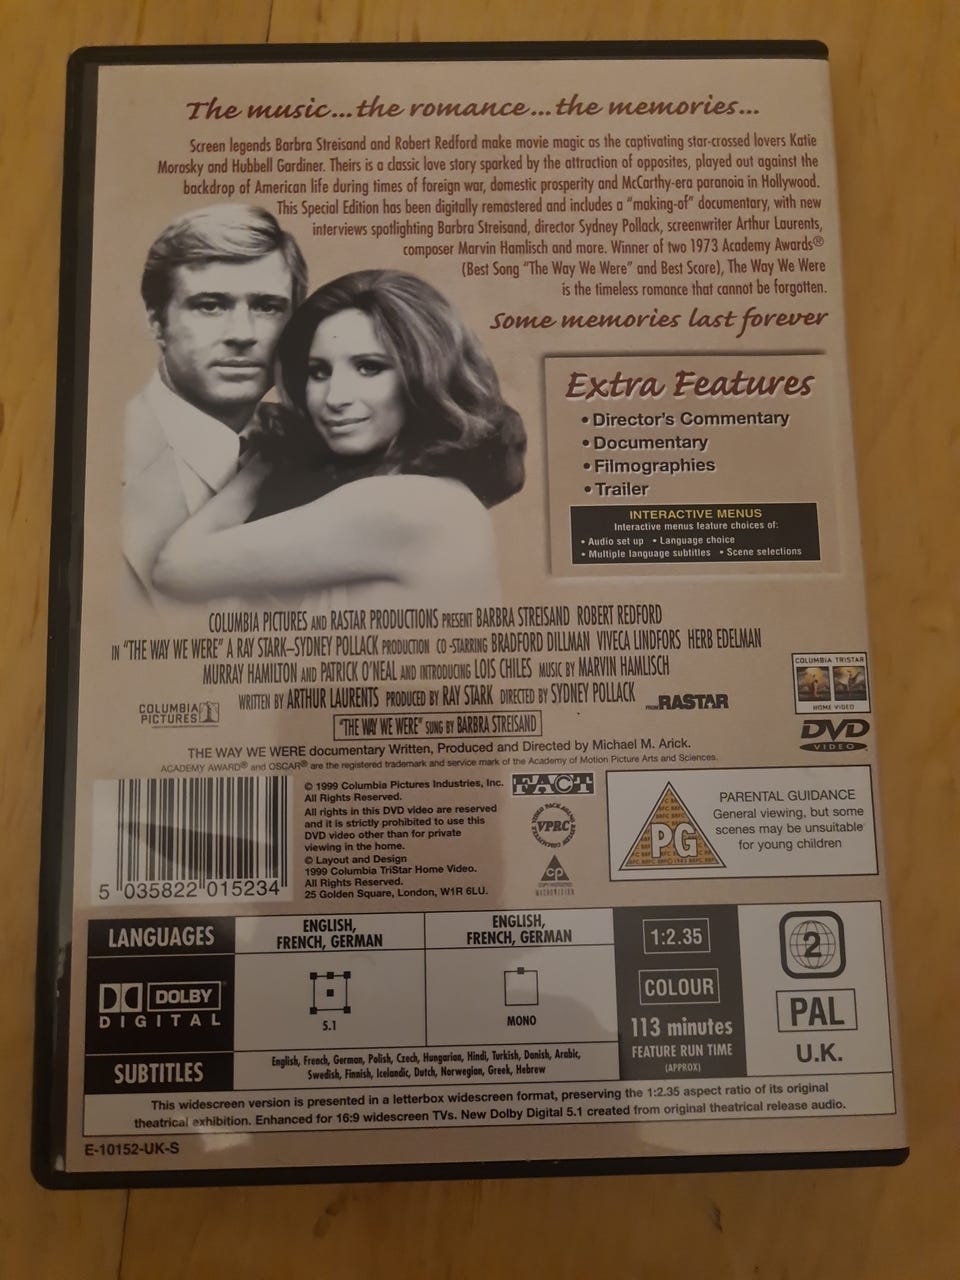 The music...the romance...the memories...
Screen legends Barbra Streisand and Robert Redford make movie magic as the captivating star-crossed lovers Katie
Morosky and Hubbell Gardiner. Theirs is a classic love story sparked by the attraction of opposites, played out against the
backdrop of American life during times of foreign war, domestic prosperity and McCarthy-era paranoia in Hollywood.
This Special Edition has been digitally remastered and includes a "making-of" documentary, with new
interviews spotlighting Barbra Streisand, director Sydney Pollack, screenwriter Arthur Laurents,
composer Marvin Hamlisch and more. Winner of two 1973 Academy Awards®
(Best Song "The Way We Were" and Best Score), The Way We Were
is the timeless romance that cannot be forgotten.
Some memories last forever
Extra Features
• Director's Commentary
• Documentary
• Filmographies
• Trailer
INTERACTIVE MENUS
Interactive menus feature choices of:
• Audio set up • Language choice
• Multiple language subtitles • Scene selections
COLUMBIA PICTURES AND RASTAR PRODUCTIONS PRESENT BARBRA STREISAND ROBERT REDFORD
IN "THE WAY WE WERE" A RAY STARK–SYDNEY POLLACK PRODUCTION CO-STARRING BRADFORD DILLMAN VIVECA LINDFORS HERB EDELMAN
MURRAY HAMILTON AND PATRICK O'NEAL AND INTRODUCING LOIS CHILES MUSIC BY MARVIN HAMLISCH
WRITTEN BY ARTHUR LAURENTS PRODUCED BY RAY STARK DIRECTED BY SYDNEY POLLACK
FROM RASTAR
COLUMBIA
PICTURES
"THE WAY WE WERE" SUNG BY BARBRA STREISAND
COLUMBIA TRISTAR
HOME VIDEO
DVD
VIDEO
THE WAY WE WERE documentary Written, Produced and Directed by Michael M. Arick.
ACADEMY AWARD® and OSCAR® are the registered trademark and service mark of the Academy of Motion Picture Arts and Sciences.
5 035822 015234
© 1999 Columbia Pictures Industries, Inc.
All Rights Reserved.
All rights in this DVD video are reserved
and it is strictly prohibited to use this
DVD video other than for private
viewing in the home.
© Layout and Design
1999 Columbia TriStar Home Video.
All Rights Reserved.
25 Golden Square, London, W1R 6LU.
FACT
VPRC
CP
COPY PROTECTED
MACROVISION
PG
PARENTAL GUIDANCE
General viewing, but some
scenes may be unsuitable
for young children
LANGUAGES
ENGLISH,
FRENCH, GERMAN
ENGLISH,
FRENCH, GERMAN
DOLBY
DIGITAL
5.1
MONO
SUBTITLES
English, French, German, Polish, Czech, Hungarian, Hindi, Turkish, Danish, Arabic,
Swedish, Finnish, Icelandic, Dutch, Norwegian, Greek, Hebrew
1:2.35
COLOUR
113 minutes
FEATURE RUN TIME
(APPROX)
2
PAL
U.K.
This widescreen version is presented in a letterbox widescreen format, preserving the 1:2.35 aspect ratio of its original
theatrical exhibition. Enhanced for 16:9 widescreen TVs. New Dolby Digital 5.1 created from original theatrical release audio.
E-10152-UK-S